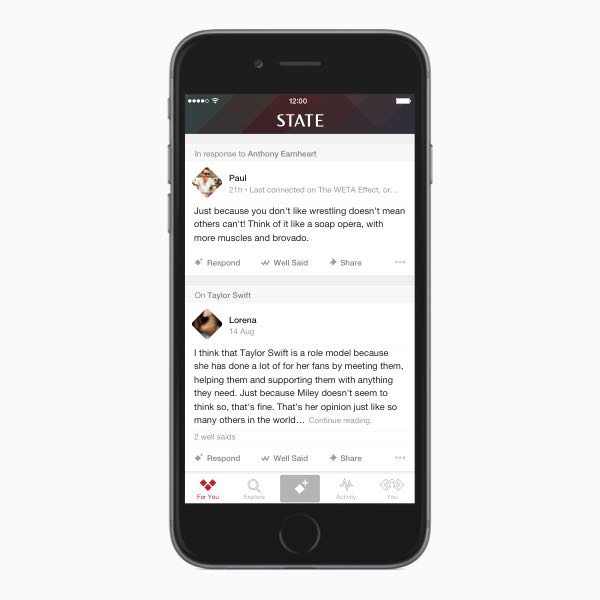 12:00
STATE
In response to Anthony Earnheart
Paul
21h • Last connected on The WETA Effect, or...
Just because you don't like wrestling doesn't mean
others can't! Think of it like a soap opera, with
more muscles and brovado.
Respond Well Said Share
On Taylor Swift
Lorena
14 Aug
I think that Taylor Swift is a role model because
she has done a lot of for her fans by meeting them,
helping them and supporting them with anything
they need. Just because Miley doesn't seem to
think so, that's fine. That's her opinion just like so
many others in the world... Continue reading.
2 well saids
Respond Well Said Share
For You Explore Activity You